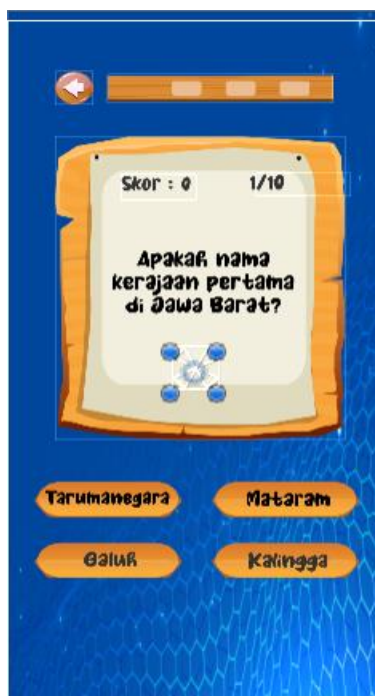 Skor : 0 1/10
Apakah nama
kerajaan pertama
di Jawa Barat?
Tarumanegara Mataram
Galuh Kalingga